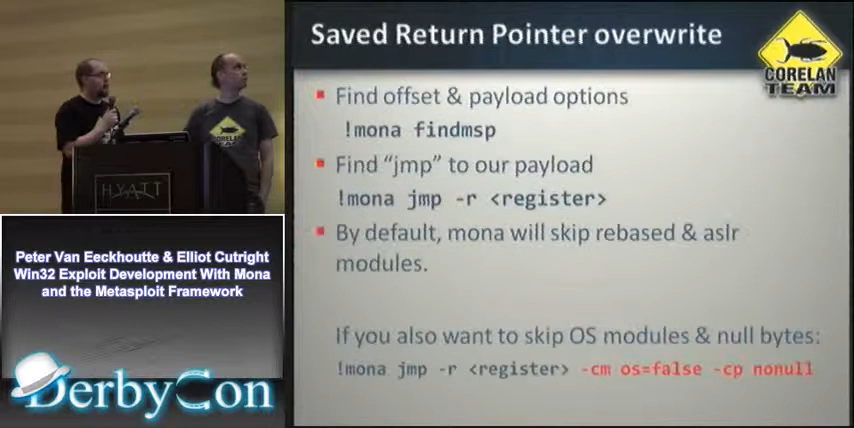 Saved Return Pointer overwrite
CORELAN
TEAM
Find offset & payload options
!mona findmsp
Find “jmp” to our payload
!mona jmp -r <register>
By default, mona will skip rebased & aslr
modules.
If you also want to skip OS modules & null bytes:
!mona jmp -r <register> -cm os=false -cp nonull
CORELAN
TEAM
HYATT
Peter Van Eeckhoutte & Elliot Cutright
Win32 Exploit Development With Mona
and the Metasploit Framework
DerbyCon